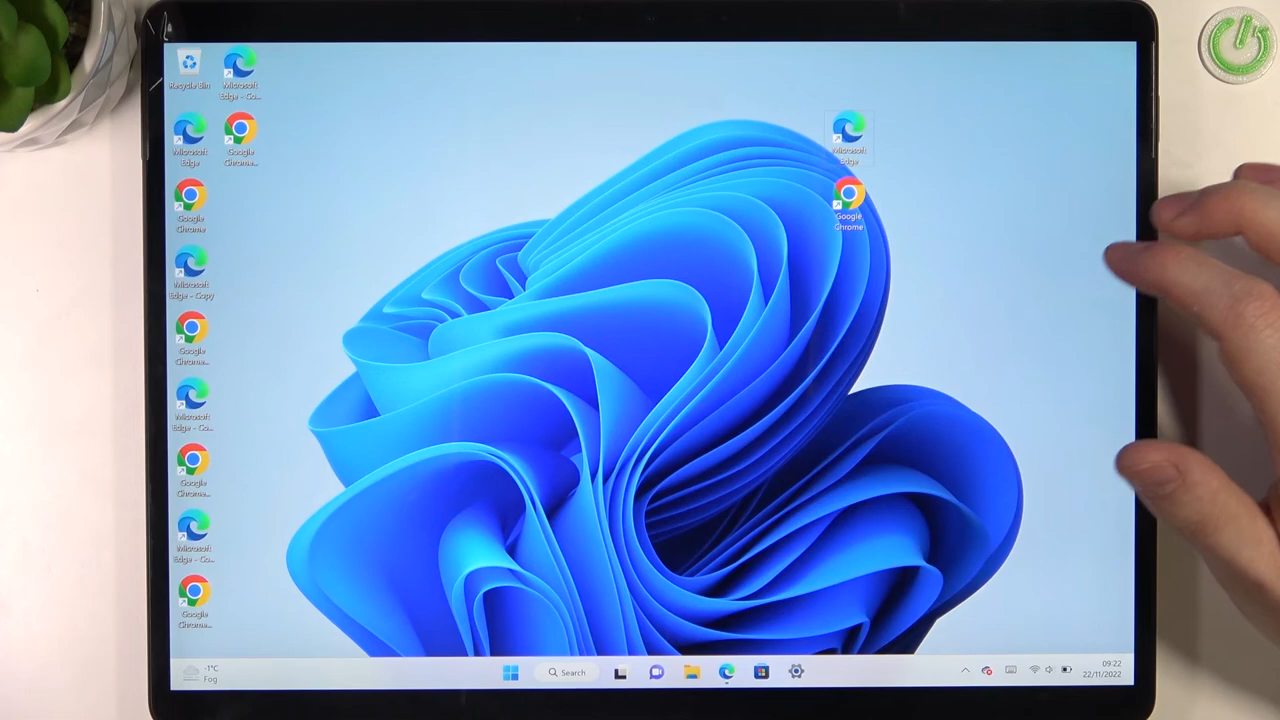 Recycle Bin
Microsoft
Edge - Co...
Microsoft
Edge
Google
Chrome...
Google
Chrome
Microsoft
Edge - Copy
Google
Chrome...
Microsoft
Edge - Co...
Google
Chrome...
Microsoft
Edge - Co...
Google
Chrome...
Microsoft
Edge
Google
Chrome
-1°C
Fog
Search
09:22
22/11/2022